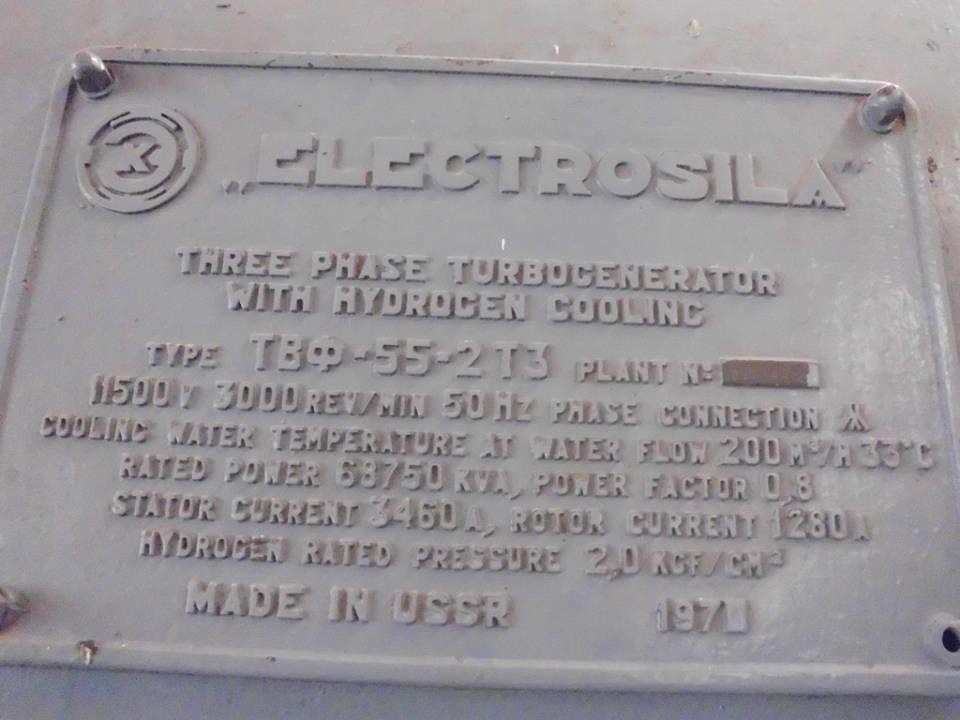 „ELECTROSILA"
THREE PHASE TURBOGENERATOR
WITH HYDROGEN COOLING
TYPE ТВФ-55-2Т3 PLANT №:
11500 V 3000 REV/MIN 50 HZ PHASE CONNECTION
COOLING WATER TEMPERATURE AT WATER FLOW 200 M³/H 33°C
RATED POWER 68750 KVA, POWER FACTOR 0,8
STATOR CURRENT 3460 A, ROTOR CURRENT 1280 A
HYDROGEN RATED PRESSURE 2,0 KGF/CM²
MADE IN USSR 197